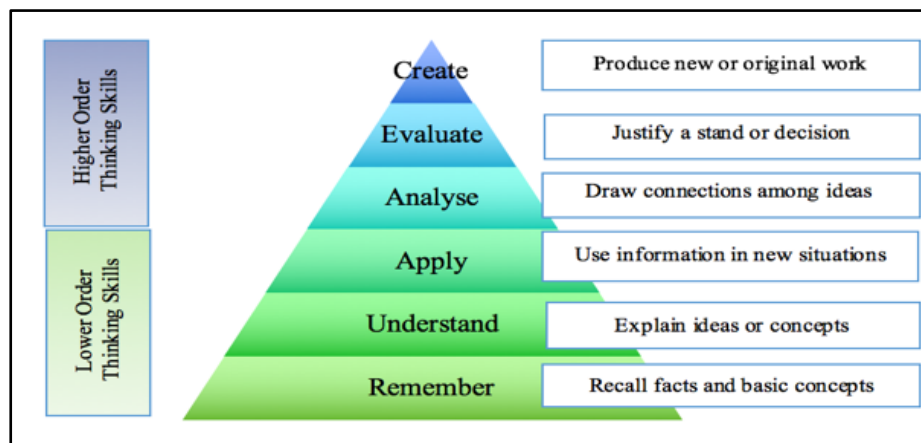 Higher Order
Thinking Skills
Create
Produce new or original work
Evaluate
Justify a stand or decision
Analyse
Draw connections among ideas
Lower Order
Thinking Skills
Apply
Use information in new situations
Understand
Explain ideas or concepts
Remember
Recall facts and basic concepts